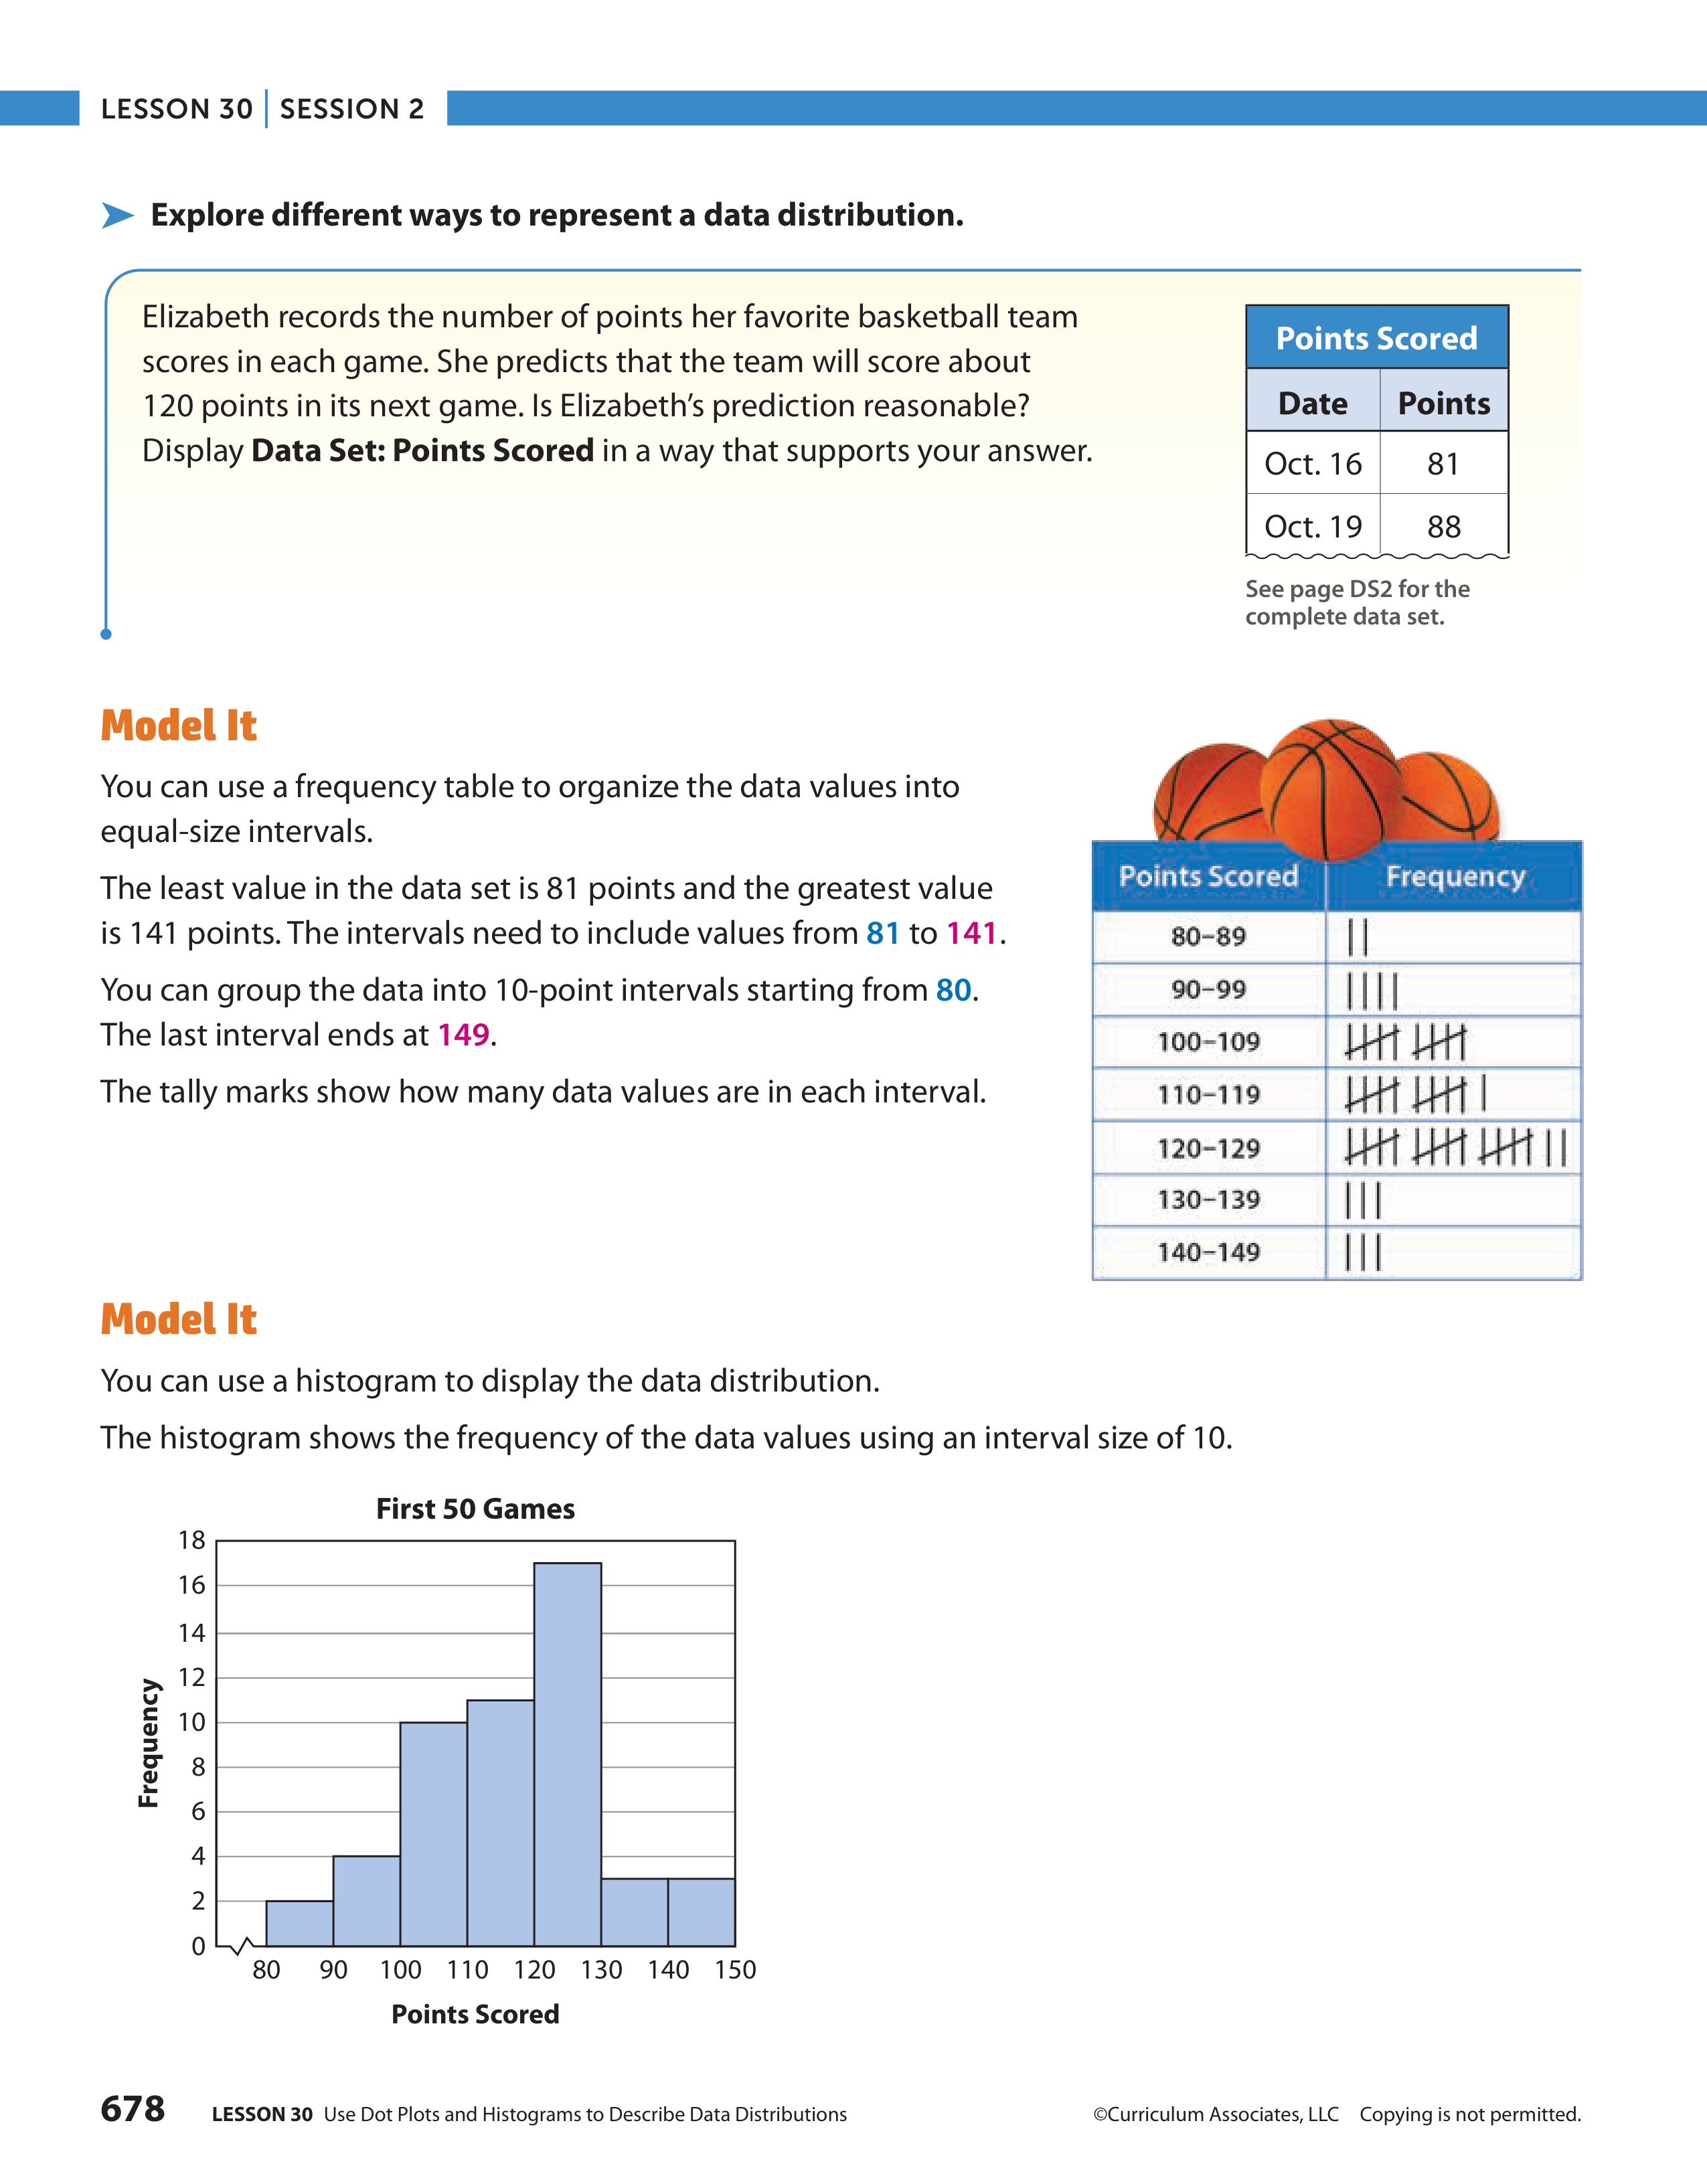 LESSON 30 | SESSION 2
➤ Explore different ways to represent a data distribution.
Elizabeth records the number of points her favorite basketball team
scores in each game. She predicts that the team will score about
120 points in its next game. Is Elizabeth’s prediction reasonable?
Display Data Set: Points Scored in a way that supports your answer.
Points Scored
Date Points
Oct. 16 81
Oct. 19 88
See page DS2 for the
complete data set.
Model It
You can use a frequency table to organize the data values into
equal-size intervals.
The least value in the data set is 81 points and the greatest value
is 141 points. The intervals need to include values from 81 to 141.
You can group the data into 10-point intervals starting from 80.
The last interval ends at 149.
The tally marks show how many data values are in each interval.
Points Scored Frequency
80–89
90–99
100–109
110–119
120–129
130–139
140–149
Model It
You can use a histogram to display the data distribution.
The histogram shows the frequency of the data values using an interval size of 10.
First 50 Games
Frequency
18
16
14
12
10
8
6
4
2
0
80 90 100 110 120 130 140 150
Points Scored
678 LESSON 30 Use Dot Plots and Histograms to Describe Data Distributions ©Curriculum Associates, LLC Copying is not permitted.